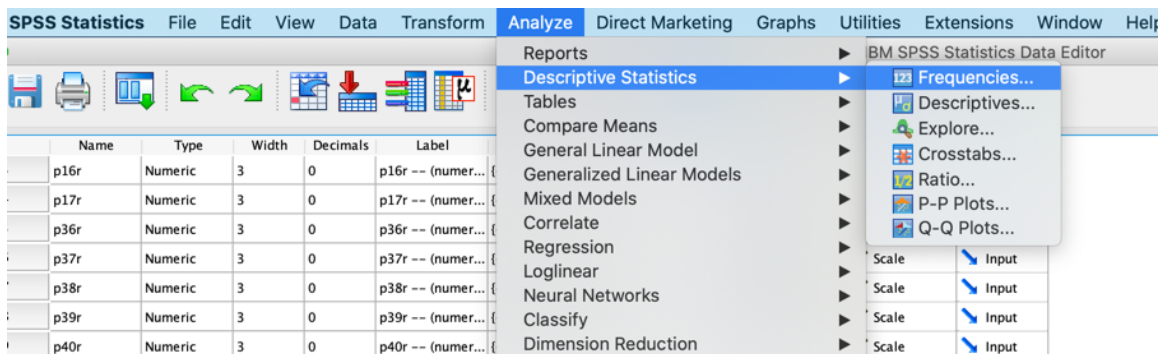 SPSS Statistics File Edit View Data Transform Analyze Direct Marketing Graphs Utilities Extensions Window Help
IBM SPSS Statistics Data Editor
Reports
Descriptive Statistics
Tables
Compare Means
General Linear Model
Generalized Linear Models
Mixed Models
Correlate
Regression
Loglinear
Neural Networks
Classify
Dimension Reduction
Frequencies...
Descriptives...
Explore...
Crosstabs...
Ratio...
P-P Plots...
Q-Q Plots...
Name Type Width Decimals Label
p16r Numeric 3 0 p16r -- (numer... {
p17r Numeric 3 0 p17r -- (numer... {
p36r Numeric 3 0 p36r -- (numer... {
p37r Numeric 3 0 p37r -- (numer... { Scale Input
p38r Numeric 3 0 p38r -- (numer... { Scale Input
p39r Numeric 3 0 p39r -- (numer... { Scale Input
p40r Numeric 3 0 p40r -- (numer... { Scale Input